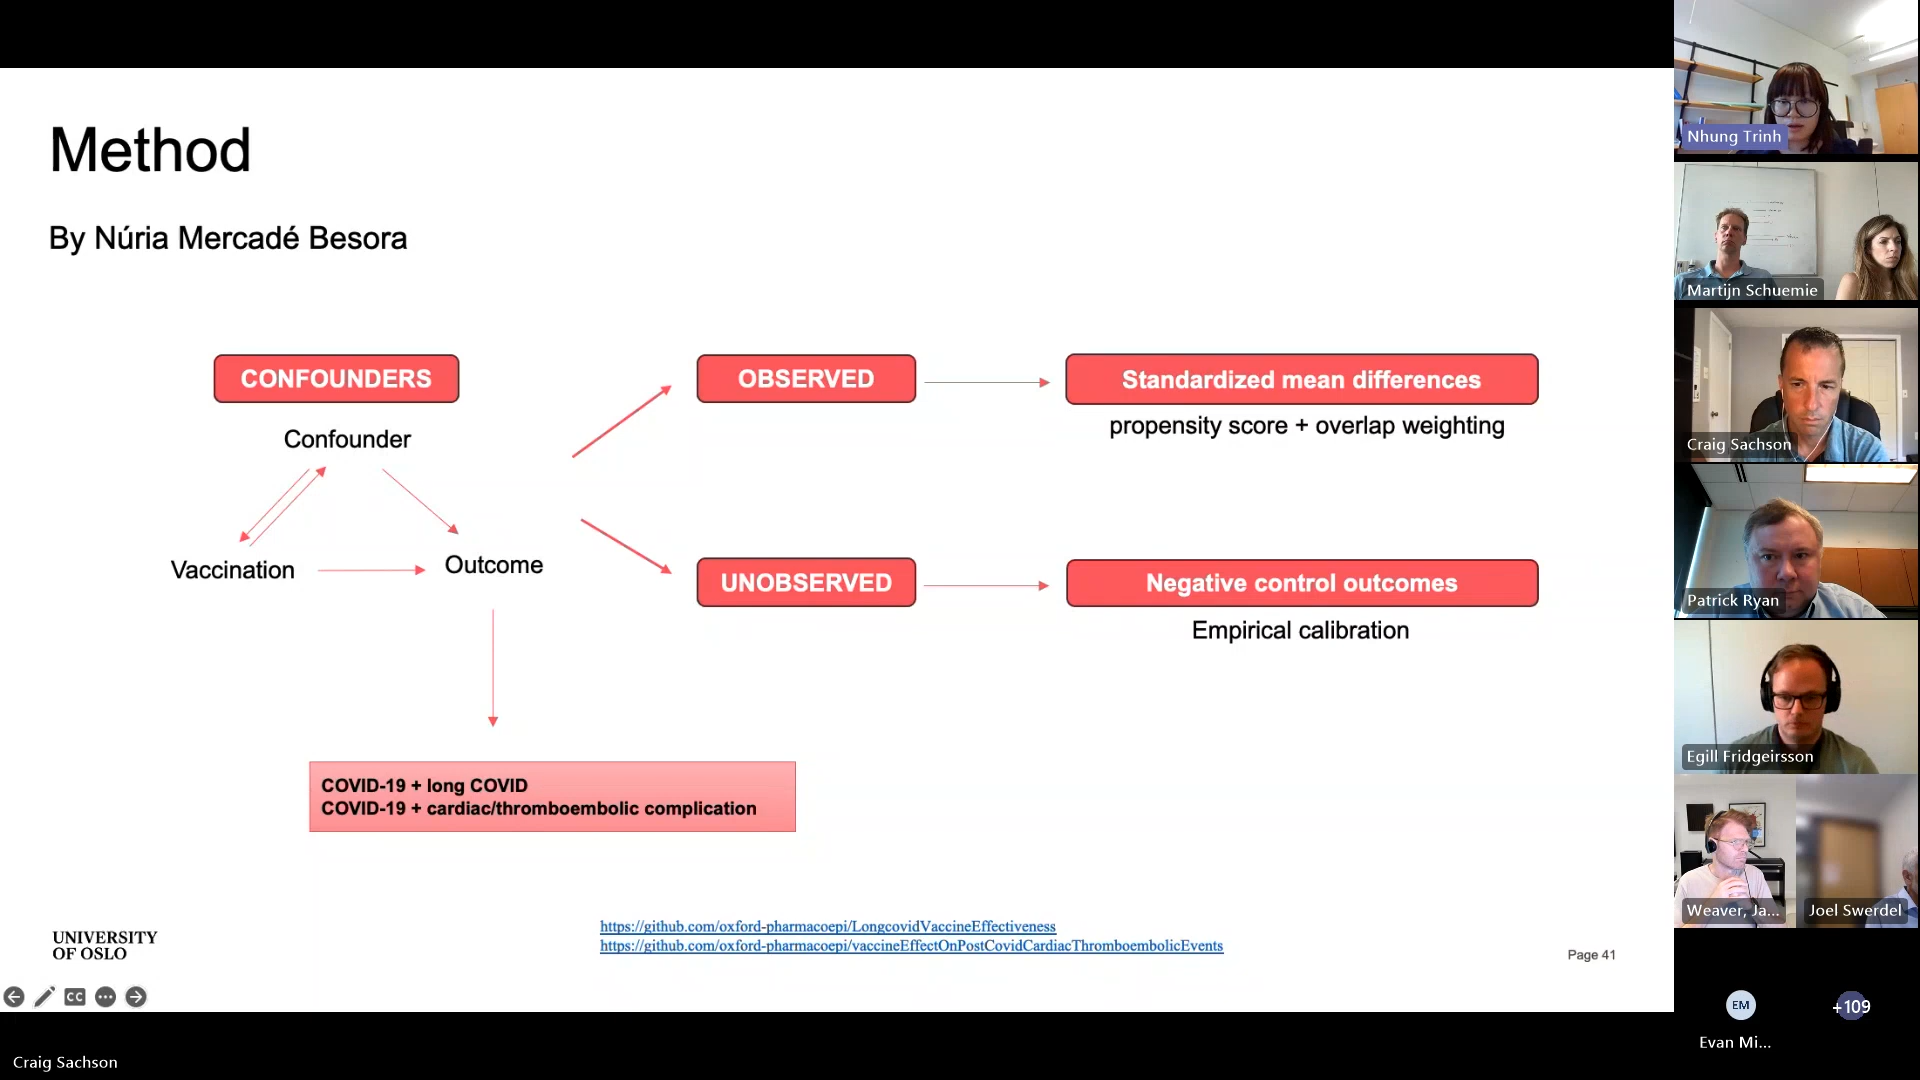 Method
By Núria Mercadé Besora
CONFOUNDERS
Confounder
Vaccination
Outcome
COVID-19 + long COVID
COVID-19 + cardiac/thromboembolic complication
OBSERVED
Standardized mean differences
propensity score + overlap weighting
UNOBSERVED
Negative control outcomes
Empirical calibration
https://github.com/oxford-pharmacoepi/LongcovidVaccineEffectiveness
https://github.com/oxford-pharmacoepi/vaccineEffectOnPostCovidCardiacThromboembolicEvents
UNIVERSITY
OF OSLO
Page 41
CC
Craig Sachson
Nhung Trinh
Martijn Schuemie
Craig Sachson
Patrick Ryan
Egill Fridgeirsson
Weaver, Ja...
Joel Swerdel
EM
+109
Evan Mi...